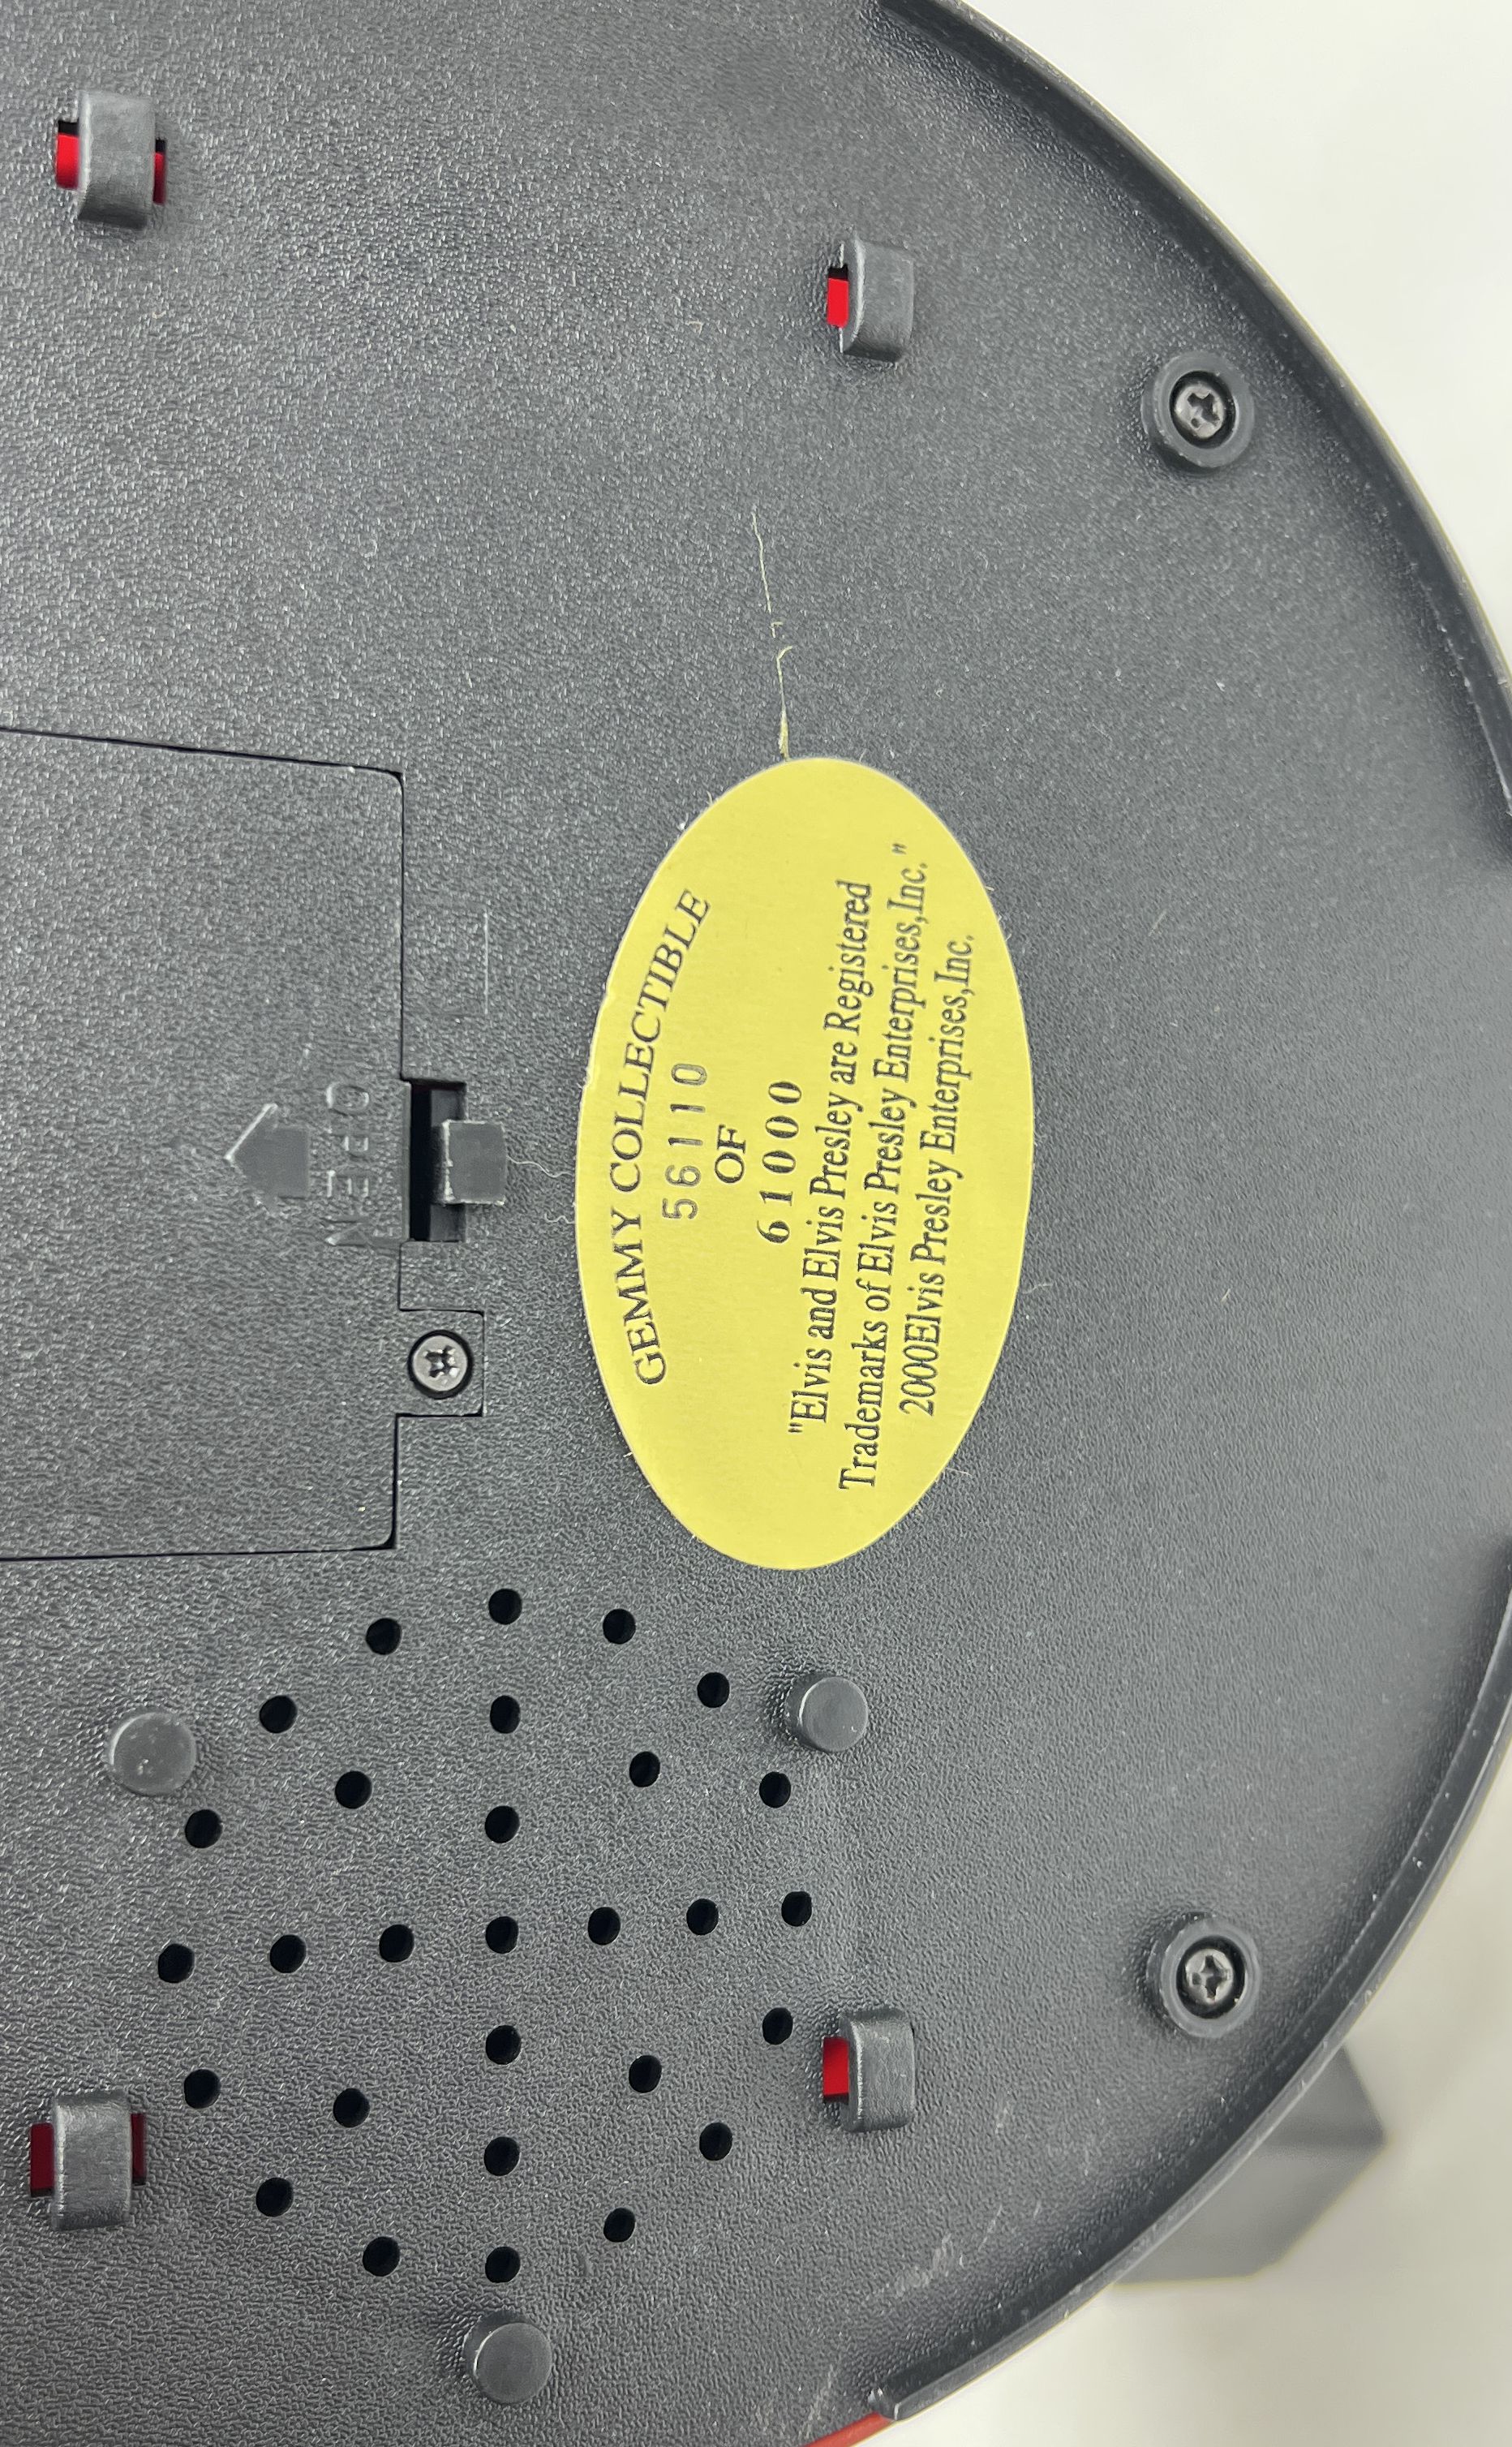 GEMMY COLLECTIBLE
56110
OF
61000
"Elvis and Elvis Presley are Registered
Trademarks of Elvis Presley Enterprises,Inc."
2000Elvis Presley Enterprises,Inc.
OPEN